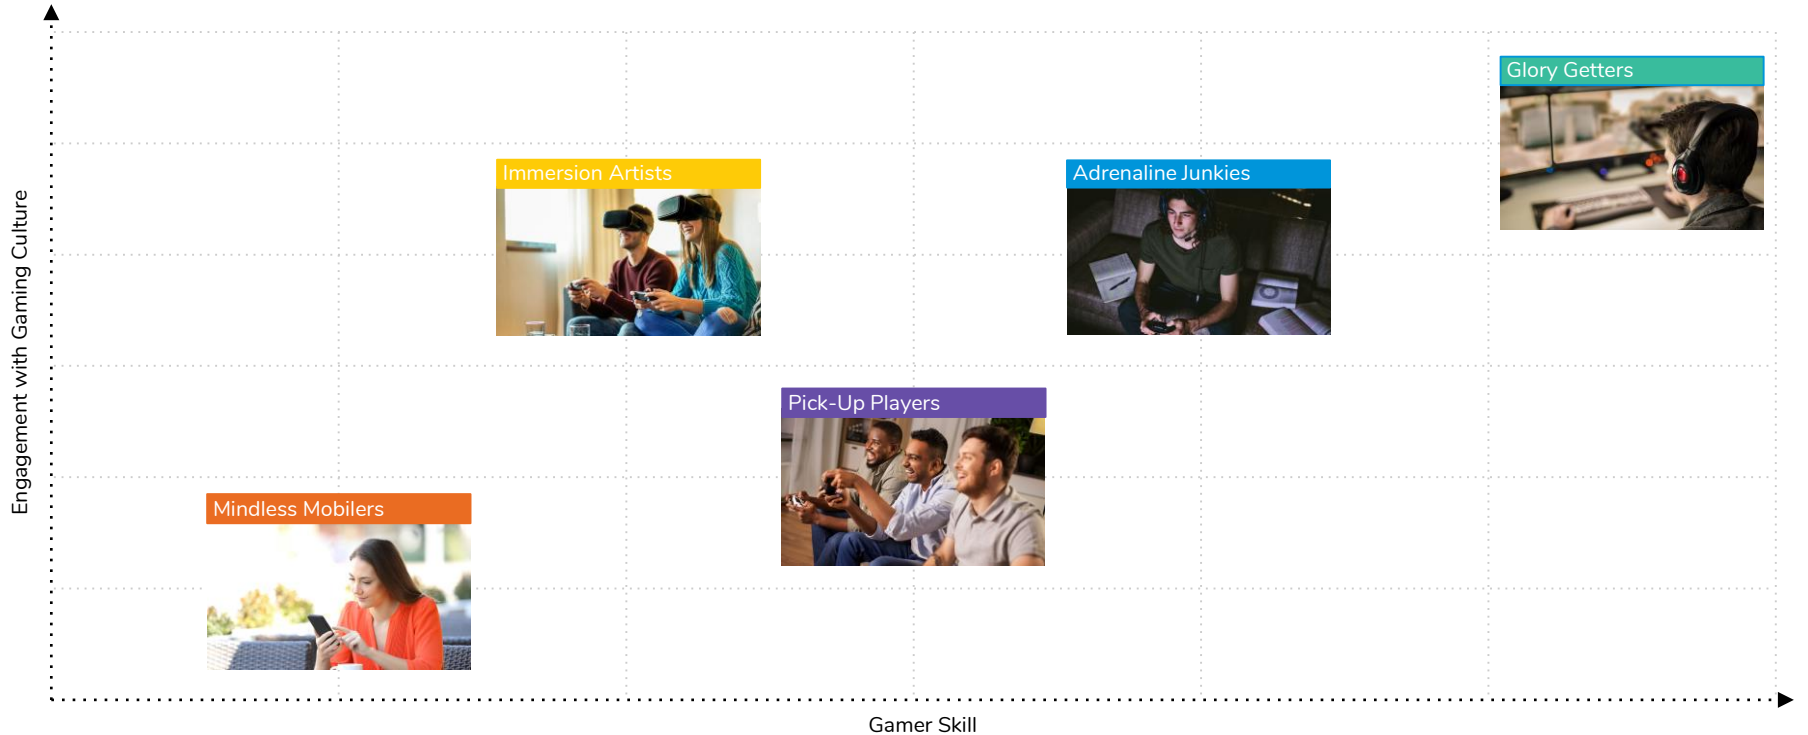 Glory Getters
Immersion Artists
Adrenaline Junkies
Engagement with Gaming Culture
Pick-Up Players
Mindless Mobilers
Gamer Skill